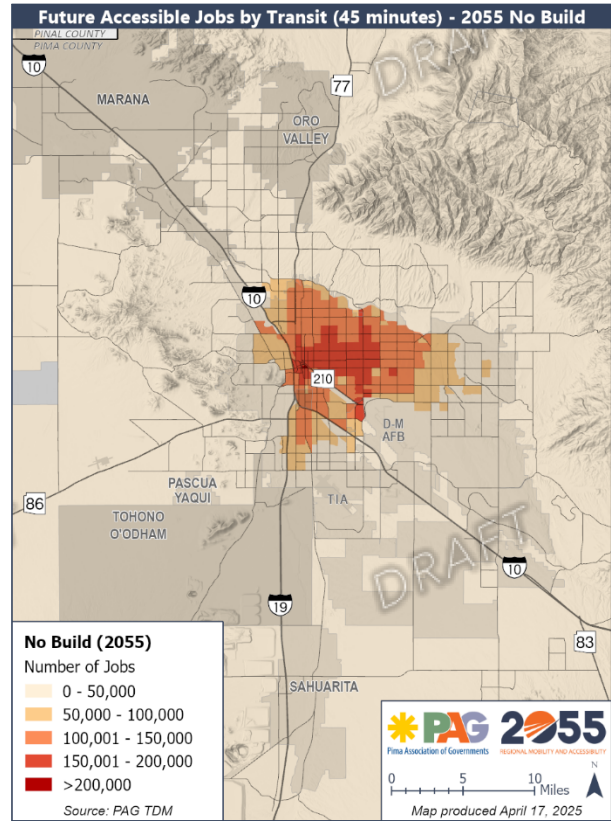 Future Accessible Jobs by Transit (45 minutes) - 2055 No Build
PINAL COUNTY
PIMA COUNTY
10
MARANA
77
DRAFT
ORO
VALLEY
10
210
D-M
AFB
PASCUA
YAQUI
TIA
86
TOHONO
O'ODHAM
DRAFT
10
19
83
SAHUARITA
No Build (2055)
Number of Jobs
0 - 50,000
50,000 - 100,000
100,001 - 150,000
150,001 - 200,000
>200,000
Source: PAG TDM
PAG
Pima Association of Governments
2055
REGIONAL MOBILITY AND ACCESSIBILITY
N
0 5 10
Miles
Map produced April 17, 2025